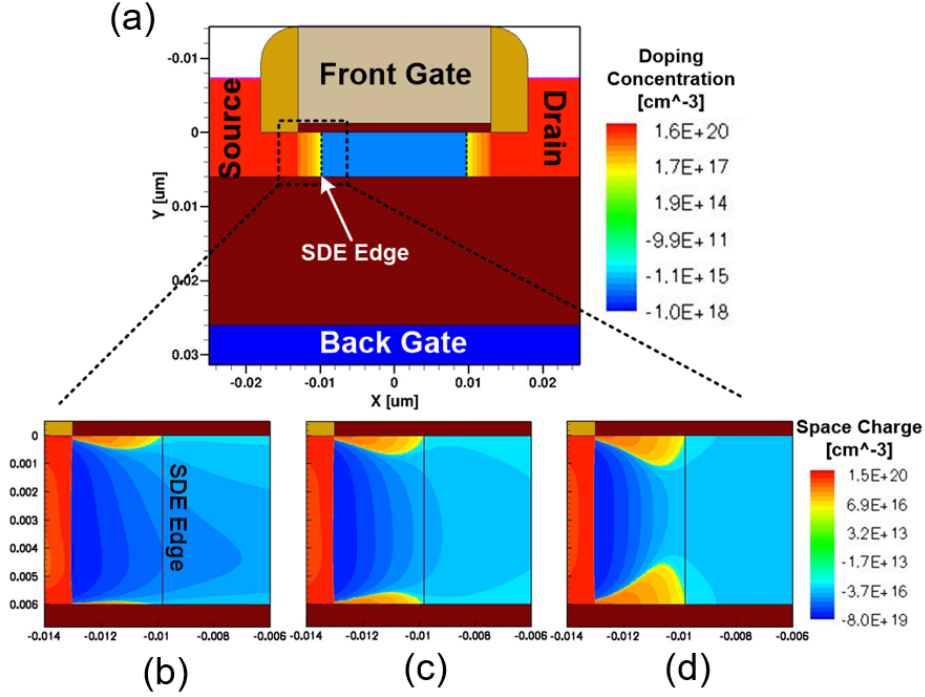 (a)
Front Gate
Source
Drain
SDE Edge
Back Gate
-0.01
0
0.01
0.02
0.03
Y [um]
-0.02
-0.01
0
0.01
0.02
X [um]
Doping
Concentration
[cm^-3]
1.6E+20
1.7E+17
1.9E+14
-9.9E+11
-1.1E+15
-1.0E+18
0
0.001
0.002
0.003
0.004
0.005
0.006
SDE Edge
-0.014 -0.012 -0.01 -0.008 -0.006
-0.014 -0.012 -0.01 -0.008 -0.006
-0.014 -0.012 -0.01 -0.008 -0.006
Space Charge
[cm^-3]
1.5E+20
6.9E+16
3.2E+13
-1.7E+13
-3.7E+16
-8.0E+19
(b)
(c)
(d)